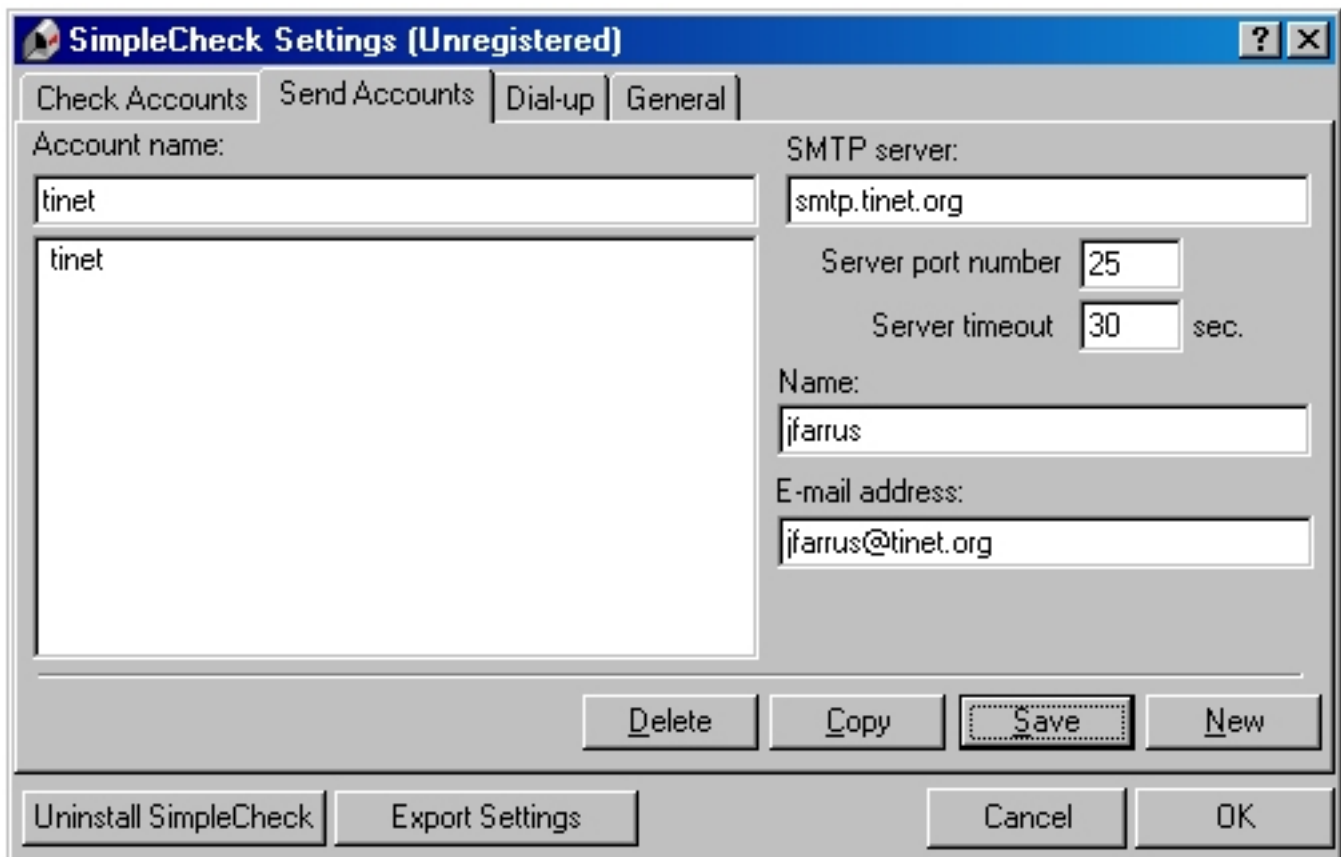 SimpleCheck Settings (Unregistered)
Check Accounts Send Accounts Dial-up General
Account name:
tinet
tinet
SMTP server:
smtp.tinet.org
Server port number 25
Server timeout 30 sec.
Name:
jfarrus
E-mail address:
jfarrus@tinet.org
Delete Copy Save New
Uninstall SimpleCheck Export Settings Cancel OK